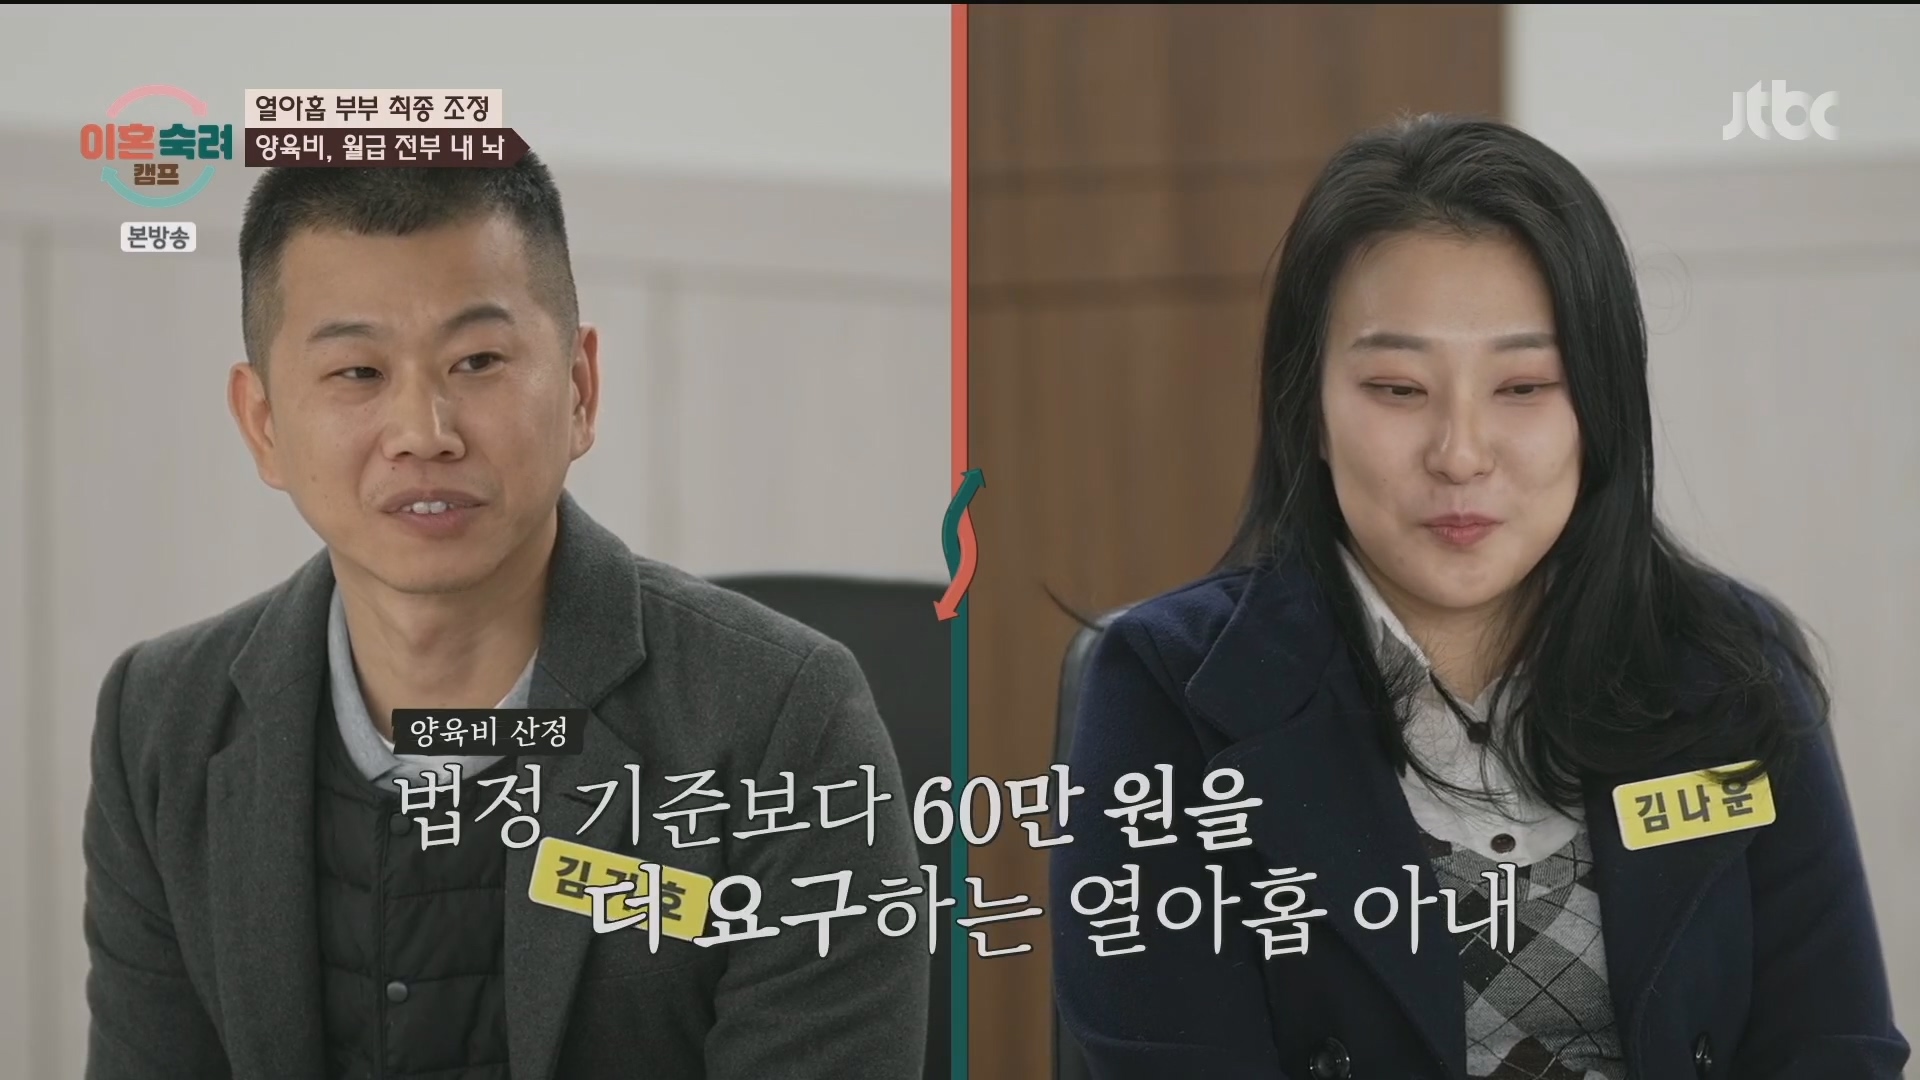 열아홉 부부 최종 조정
양육비, 월급 전부 내 놔
jtbc
이혼 숙려
캠프
본방송
양육비 산정
법정 기준보다 60만 원을
더 요구하는 열아홉 아내
김나운